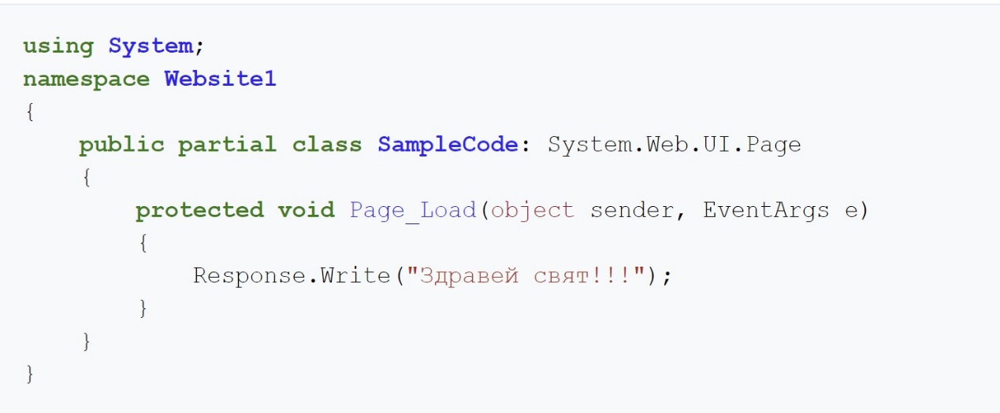 using System;
namespace Website1
{
    public partial class SampleCode: System.Web.UI.Page
    {
        protected void Page_Load(object sender, EventArgs e)
        {
            Response.Write("Здравей свят!!!");
        }
    }
}